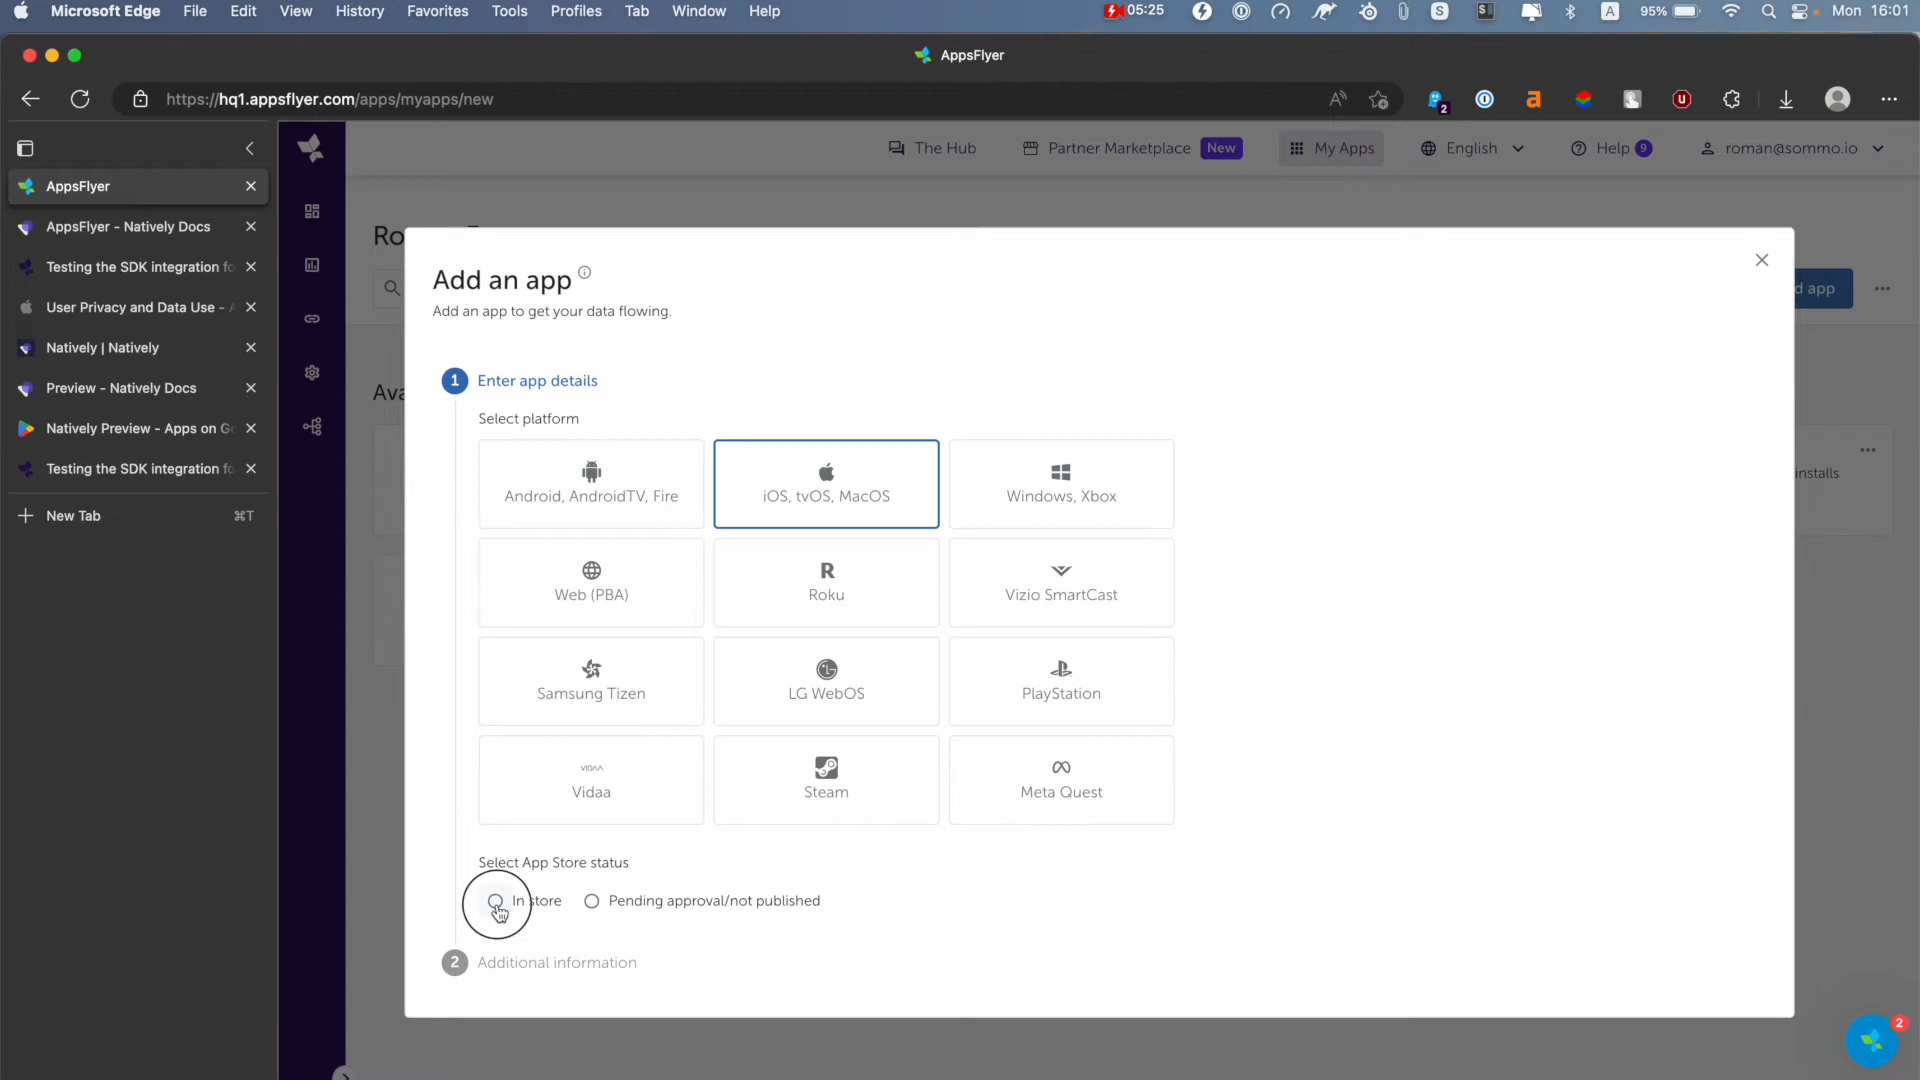 Microsoft Edge File Edit View History Favorites Tools Profiles Tab Window Help 05:25 S A 95% Mon 16:01
AppsFlyer
https://hq1.appsflyer.com/apps/myapps/new
2
AppsFlyer
AppsFlyer - Natively Docs
Testing the SDK integration fo
User Privacy and Data Use - A
Natively | Natively
Preview - Natively Docs
Natively Preview - Apps on Go
Testing the SDK integration fo
New Tab ⌘T
The Hub Partner Marketplace New My Apps English Help 9 roman@sommo.io
Ro
d app
Ava
installs
Add an app
Add an app to get your data flowing.
1 Enter app details
Select platform
Android, AndroidTV, Fire
iOS, tvOS, MacOS
Windows, Xbox
Web (PBA)
R
Roku
Vizio SmartCast
Samsung Tizen
LG WebOS
PlayStation
VIDAA
Vidaa
Steam
Meta Quest
Select App Store status
In store Pending approval/not published
2 Additional information
2